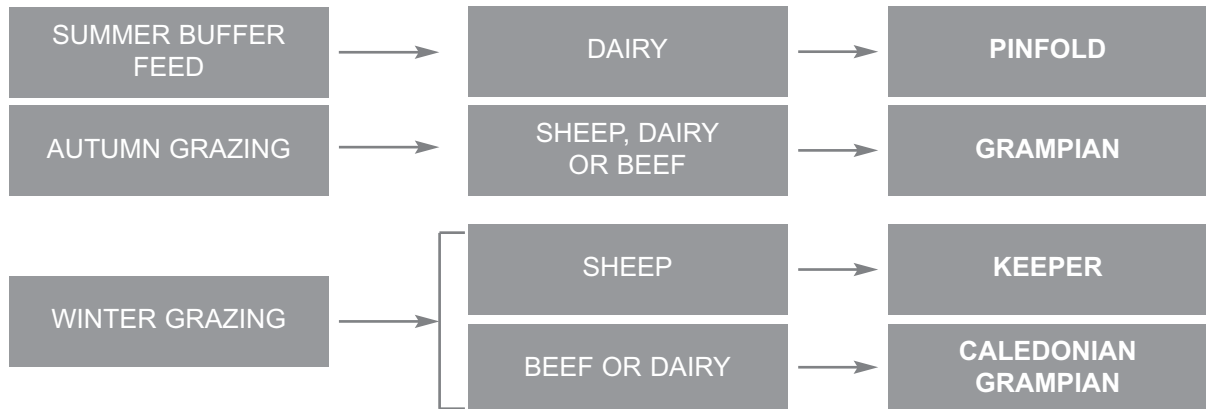 SUMMER BUFFER
FEED
DAIRY
PINFOLD
AUTUMN GRAZING
SHEEP, DAIRY
OR BEEF
GRAMPIAN
WINTER GRAZING
SHEEP
KEEPER
BEEF OR DAIRY
CALEDONIAN
GRAMPIAN